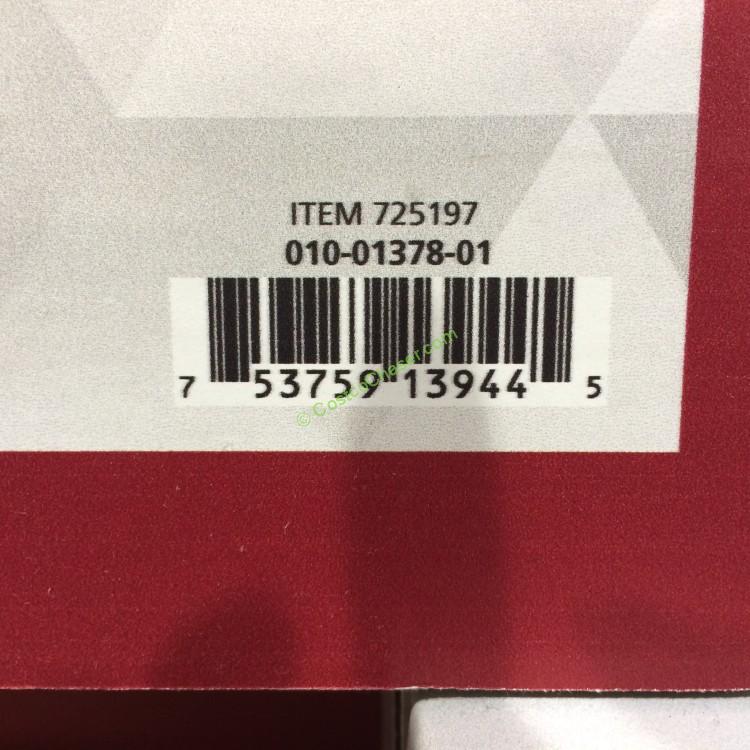 ITEM 725197
010-01378-01
7 53759 13944 5
© CostcoChaser.com